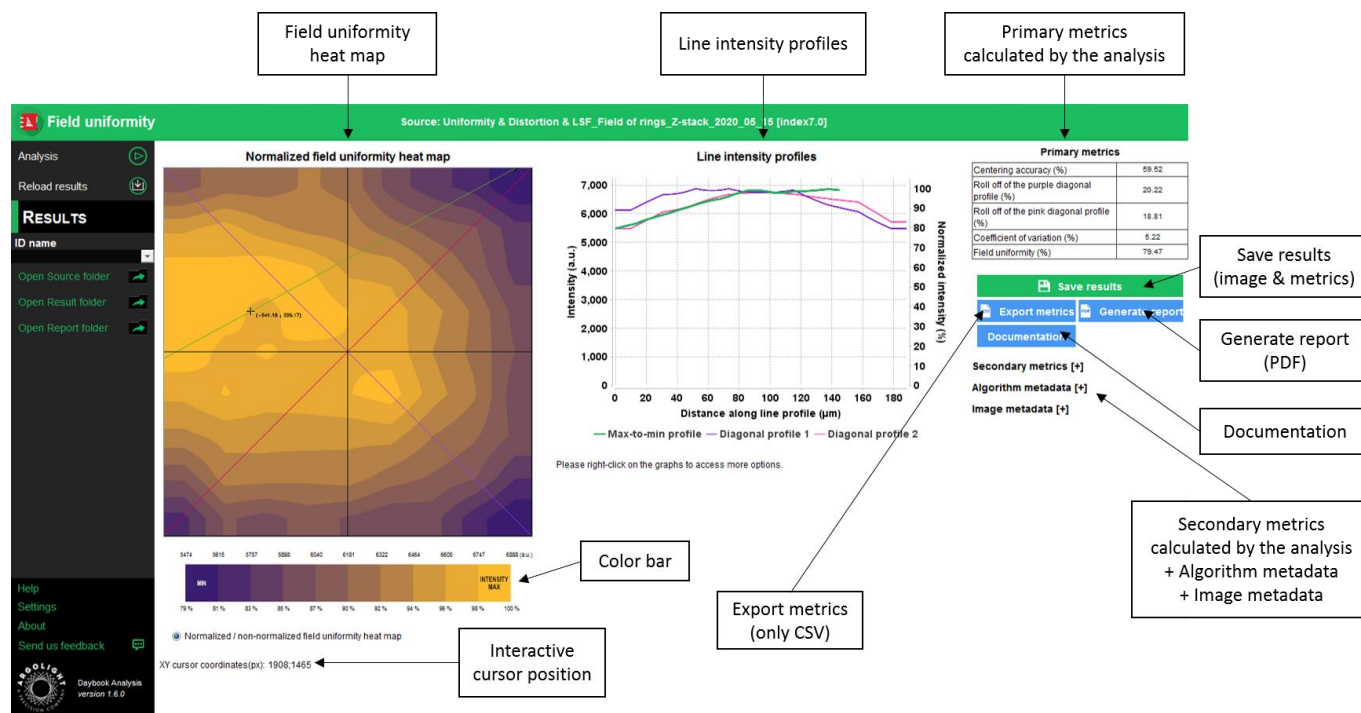 Field uniformity
heat map
Line intensity profiles
Primary metrics
calculated by the analysis
Field uniformity
Source: Uniformity & Distortion & LSF_Field of rings_Z-stack_2020_05_15 [index7.0]
Analysis
Reload results
RESULTS
ID name
Open Source folder
Open Result folder
Open Report folder
Normalized field uniformity heat map
Line intensity profiles
7,000
6,000
5,000
4,000
3,000
2,000
1,000
0
Intensity (a.u.)
100
90
80
70
60
50
40
30
20
10
0
Normalized intensity (%)
0 20 40 60 80 100 120 140 160 180
Distance along line profile (µm)
Max-to-min profile Diagonal profile 1 Diagonal profile 2
Please right-click on the graphs to access more options.
Primary metrics
Centering accuracy (%) 59.52
Roll off of the purple diagonal
profile (%) 20.22
Roll off of the pink diagonal profile
(%) 18.81
Coefficient of variation (%) 5.22
Field uniformity (%) 79.47
Save results
Export metrics
Generate report
Documentation
Secondary metrics [+]
Algorithm metadata [+]
Image metadata [+]
Save results
(image & metrics)
Generate report
(PDF)
Documentation
Secondary metrics
calculated by the analysis
+ Algorithm metadata
+ Image metadata
Export metrics
(only CSV)
5474 5615 5757 5898 6040 6181 6322 6464 6605 6747 6888 (a.u.)
MIN
INTENSITY
MAX
79 % 81 % 83 % 85 % 87 % 90 % 92 % 94 % 96 % 98 % 100 %
Color bar
Normalized / non-normalized field uniformity heat map
XY cursor coordinates(px): 1908;1465
Interactive
cursor position
Help
Settings
About
Send us feedback
ARGOLIGHT
A PRECISION COMPANY
Daybook Analysis
version 1.6.0